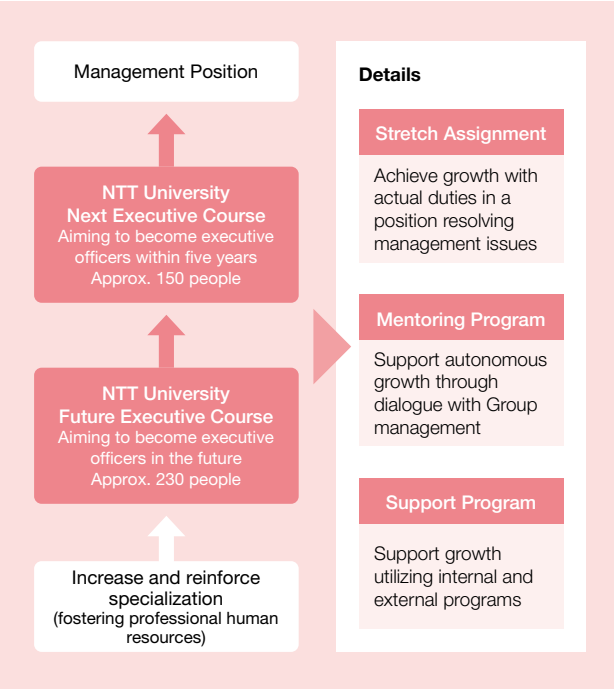 Management Position
NTT University
Next Executive Course
Aiming to become executive
officers within five years
Approx. 150 people
NTT University
Future Executive Course
Aiming to become executive
officers in the future
Approx. 230 people
Increase and reinforce
specialization
(fostering professional human
resources)
Details
Stretch Assignment
Achieve growth with
actual duties in a
position resolving
management issues
Mentoring Program
Support autonomous
growth through
dialogue with Group
management
Support Program
Support growth
utilizing internal and
external programs